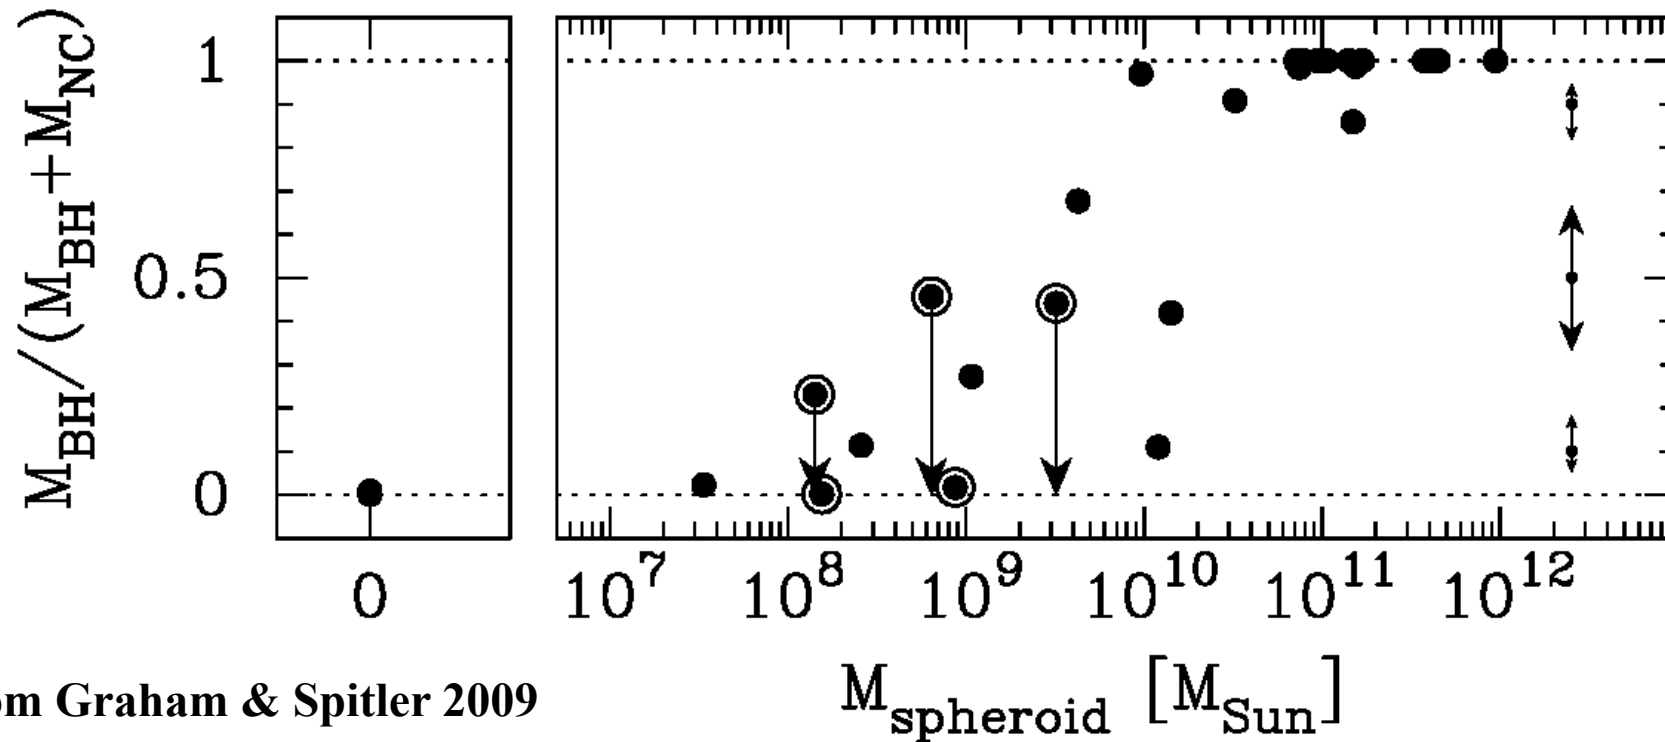 M_BH/(M_BH+M_NC)
1
0.5
0
0
10^7 10^8 10^9 10^10 10^11 10^12
M_spheroid [M_Sun]
Graham & Spitler 2009